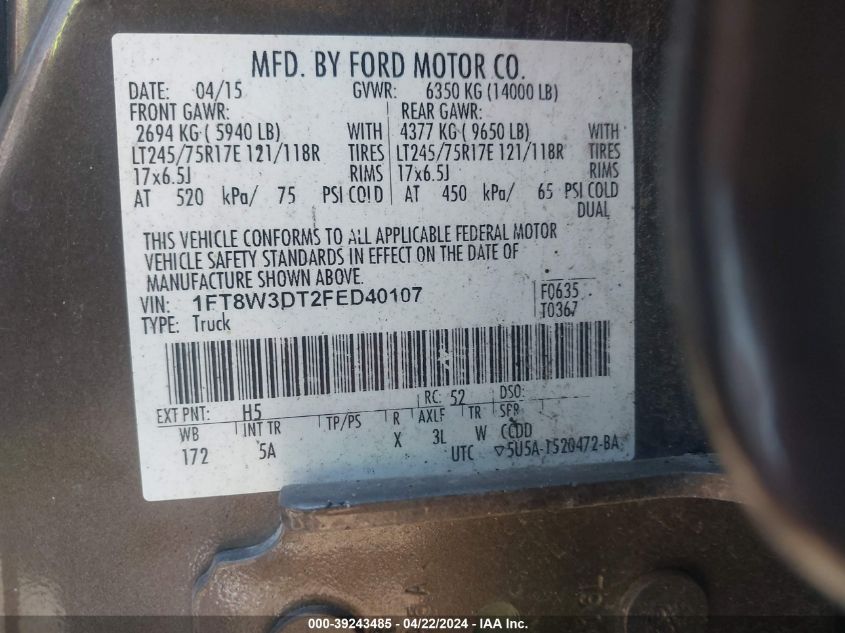 MFD. BY FORD MOTOR CO.
DATE: 04/15 GVWR: 6350 KG (14000 LB)
FRONT GAWR: REAR GAWR:
2694 KG ( 5940 LB) WITH 4377 KG ( 9650 LB) WITH
LT245/75R17E 121/118R TIRES LT245/75R17E 121/118R TIRES
17x6.5J RIMS 17x6.5J RIMS
AT 520 kPa/ 75 PSI COLD AT 450 kPa/ 65 PSI COLD
DUAL
THIS VEHICLE CONFORMS TO ALL APPLICABLE FEDERAL MOTOR
VEHICLE SAFETY STANDARDS IN EFFECT ON THE DATE OF
MANUFACTURE SHOWN ABOVE.
VIN: 1FT8W3DT2FED40107 F0635
TYPE: Truck T0367
EXT PNT: H5 RC: 52 DSO:
WB INT TR TP/PS R AXLE TR SPR
172 5A X 3L W CCDD
UTC ▽5U5A-1520472-BA
000-39243485 - 04/22/2024 - IAA Inc.